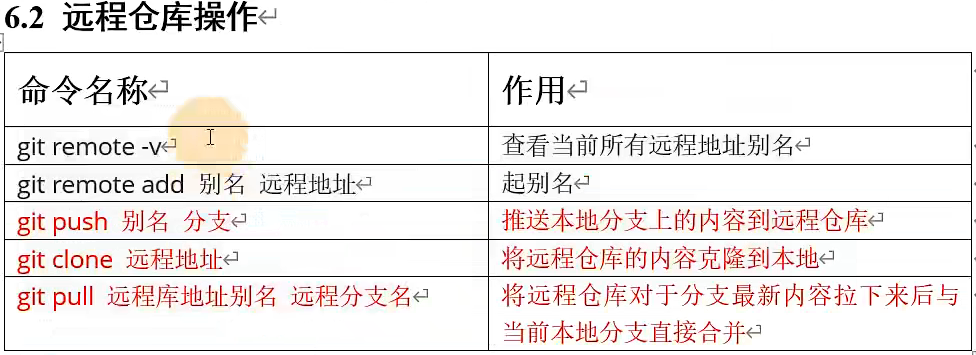 6.2 远程仓库操作
命令名称 作用
git remote -v 查看当前所有远程地址别名
git remote add 别名 远程地址 起别名
git push 别名 分支 推送本地分支上的内容到远程仓库
git clone 远程地址 将远程仓库的内容克隆到本地
git pull 远程库地址别名 远程分支名 将远程仓库对于分支最新内容拉下来后与
当前本地分支直接合并